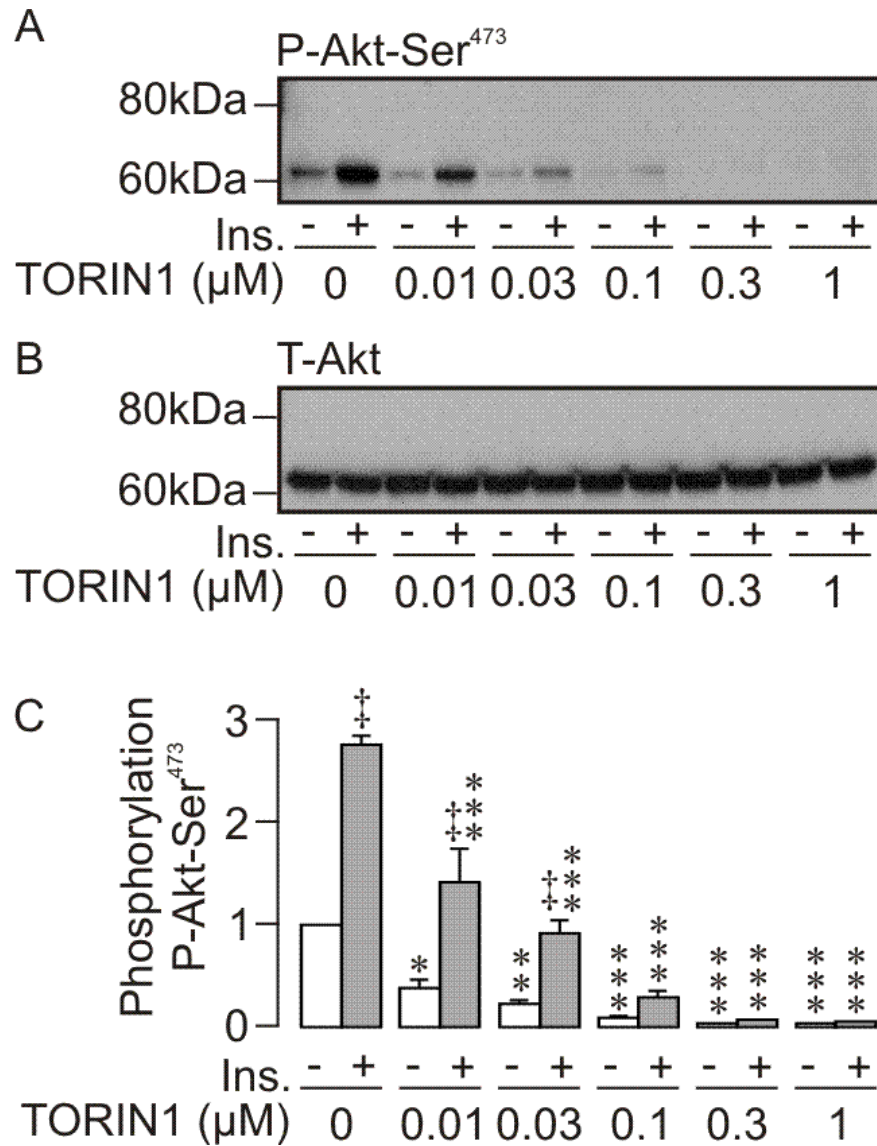 A
P-Akt-Ser473
80kDa
60kDa
Ins. - + - + - + - + - + - +
TORIN1 (µM) 0 0.01 0.03 0.1 0.3 1
B
T-Akt
80kDa
60kDa
Ins. - + - + - + - + - + - +
TORIN1 (µM) 0 0.01 0.03 0.1 0.3 1
C
Phosphorylation
P-Akt-Ser473
3
2
1
0
‡
* ‡ ***
** ‡ ***
*** ***
*** ***
*** ***
Ins. - + - + - + - + - + - +
TORIN1 (µM) 0 0.01 0.03 0.1 0.3 1